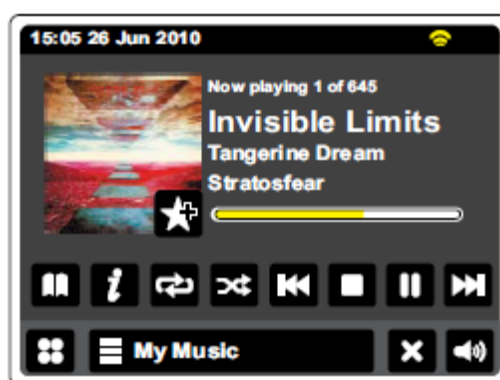 15:05 26 Jun 2010
Now playing 1 of 645
Invisible Limits
Tangerine Dream
Stratosfear
i
My Music